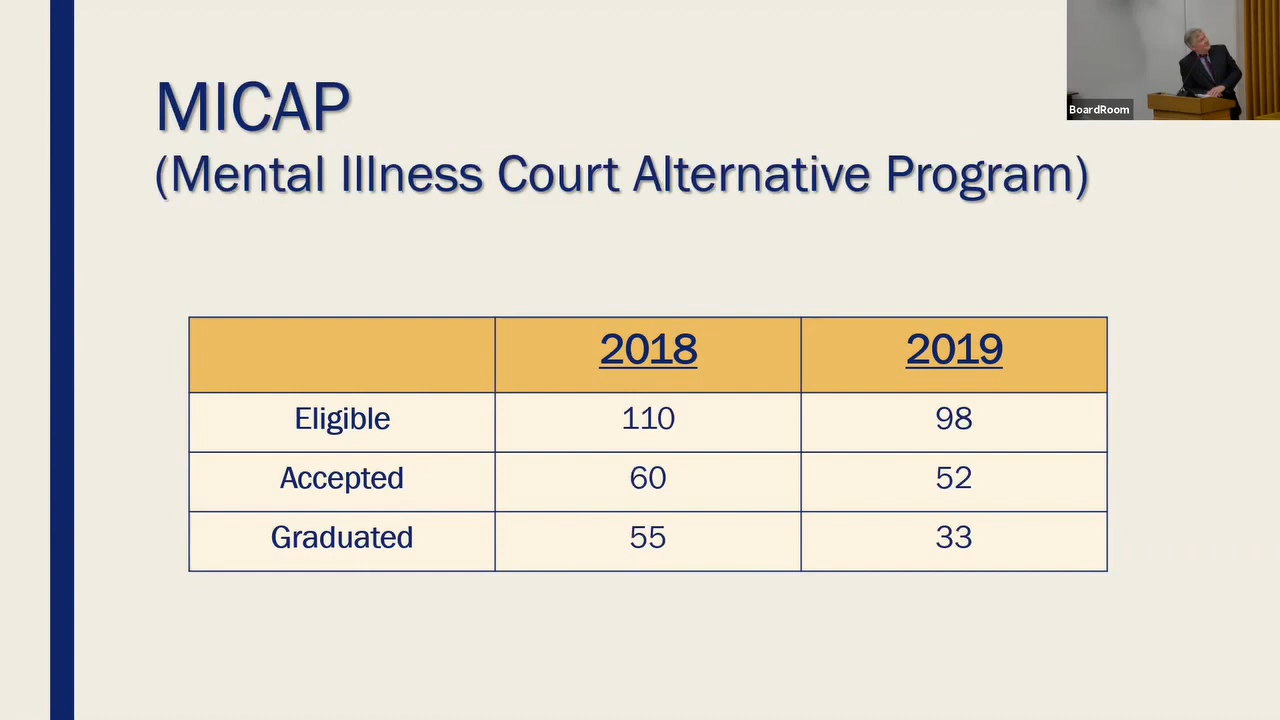 MICAP
(Mental Illness Court Alternative Program)
BoardRoom
2018 2019
Eligible 110 98
Accepted 60 52
Graduated 55 33